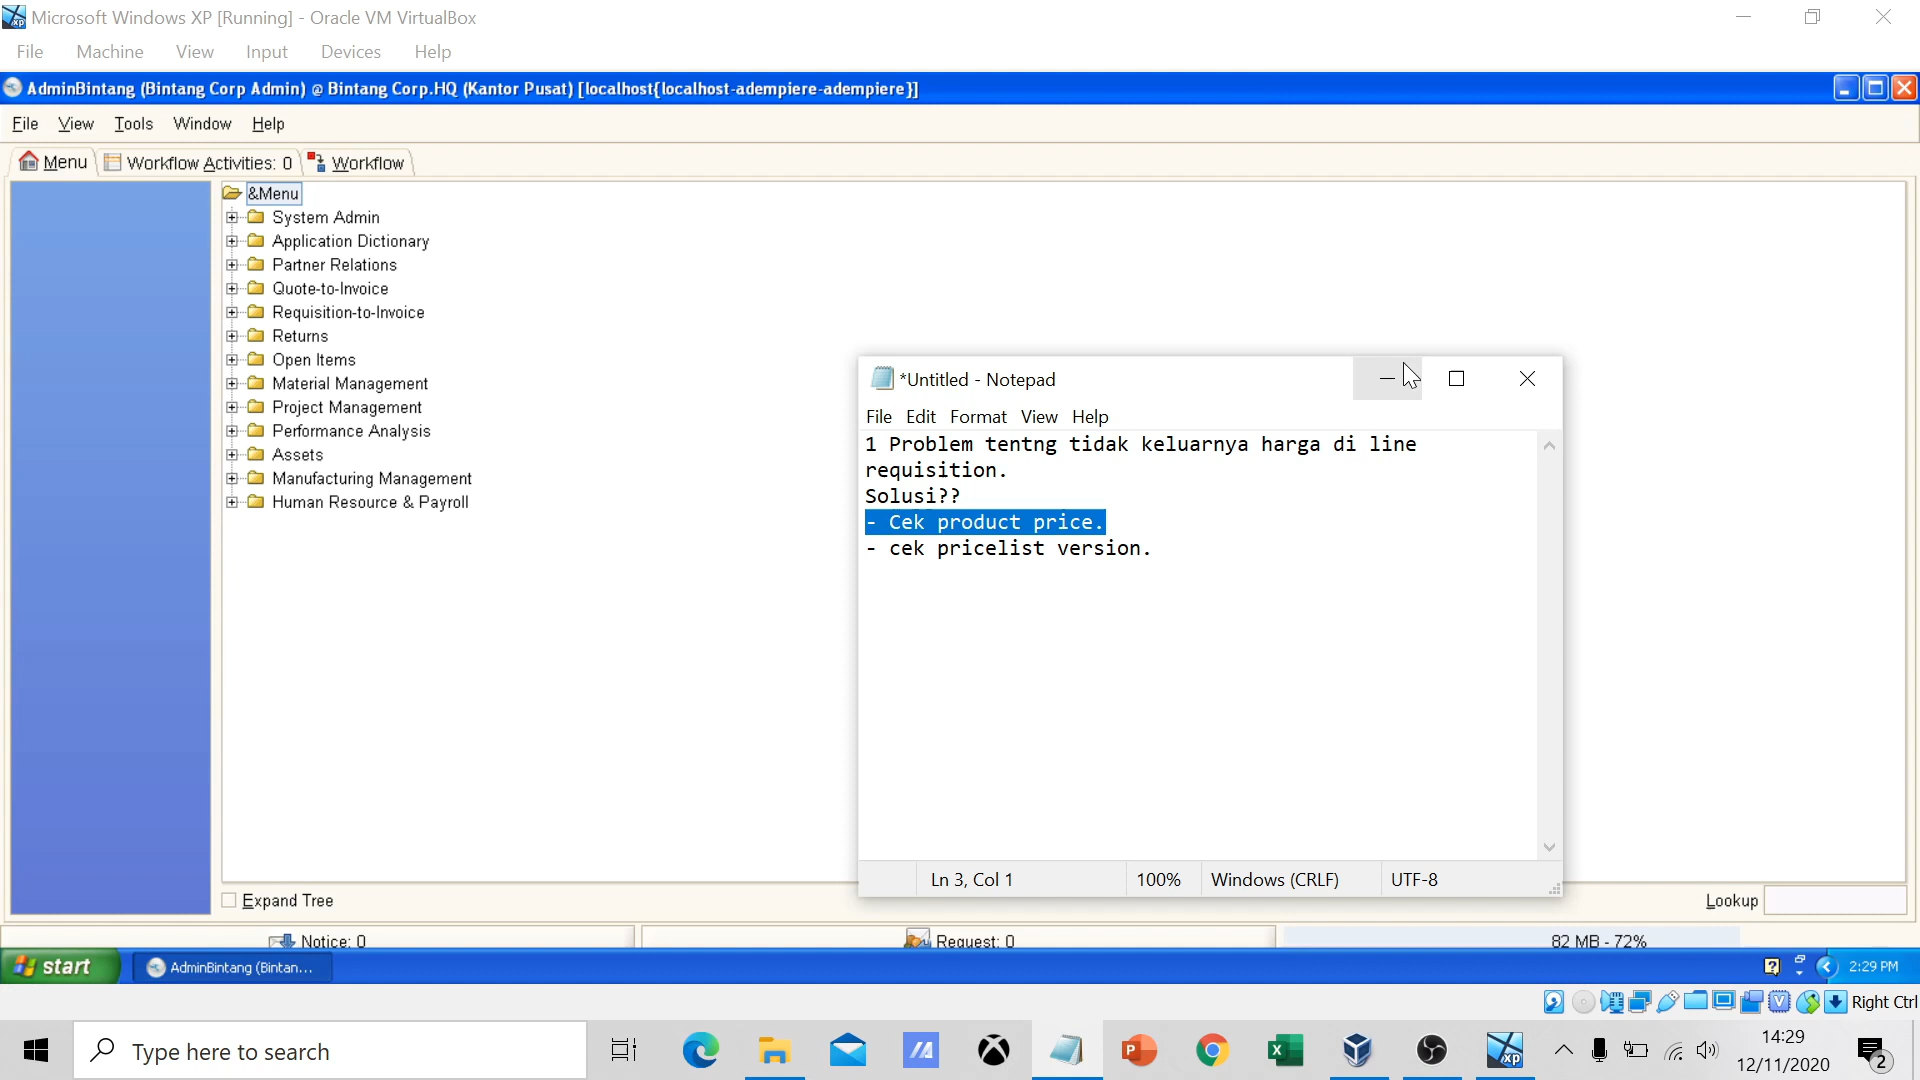 Microsoft Windows XP [Running] - Oracle VM VirtualBox
File Machine View Input Devices Help
AdminBintang (Bintang Corp Admin) @ Bintang Corp.HQ (Kantor Pusat) [localhost{localhost-adempiere-adempiere}]
File View Tools Window Help
Menu Workflow Activities: 0 Workflow
&Menu
System Admin
Application Dictionary
Partner Relations
Quote-to-Invoice
Requisition-to-Invoice
Returns
Open Items
Material Management
Project Management
Performance Analysis
Assets
Manufacturing Management
Human Resource & Payroll
*Untitled - Notepad
File Edit Format View Help
1 Problem tentng tidak keluarnya harga di line
requisition.
Solusi??
- Cek product price.
- cek pricelist version.
Ln 3, Col 1 100% Windows (CRLF) UTF-8
Expand Tree
Lookup
Notice: 0 Request: 0 82 MB - 72%
start AdminBintang (Bintan... 2:29 PM
Right Ctrl
Type here to search
14:29
12/11/2020
2